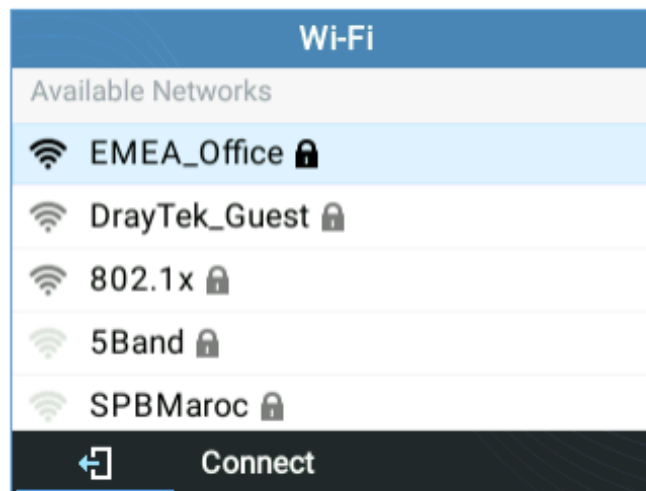 Wi-Fi
Available Networks
EMEA_Office
DrayTek_Guest
802.1x
5Band
SPBMaroc
Connect